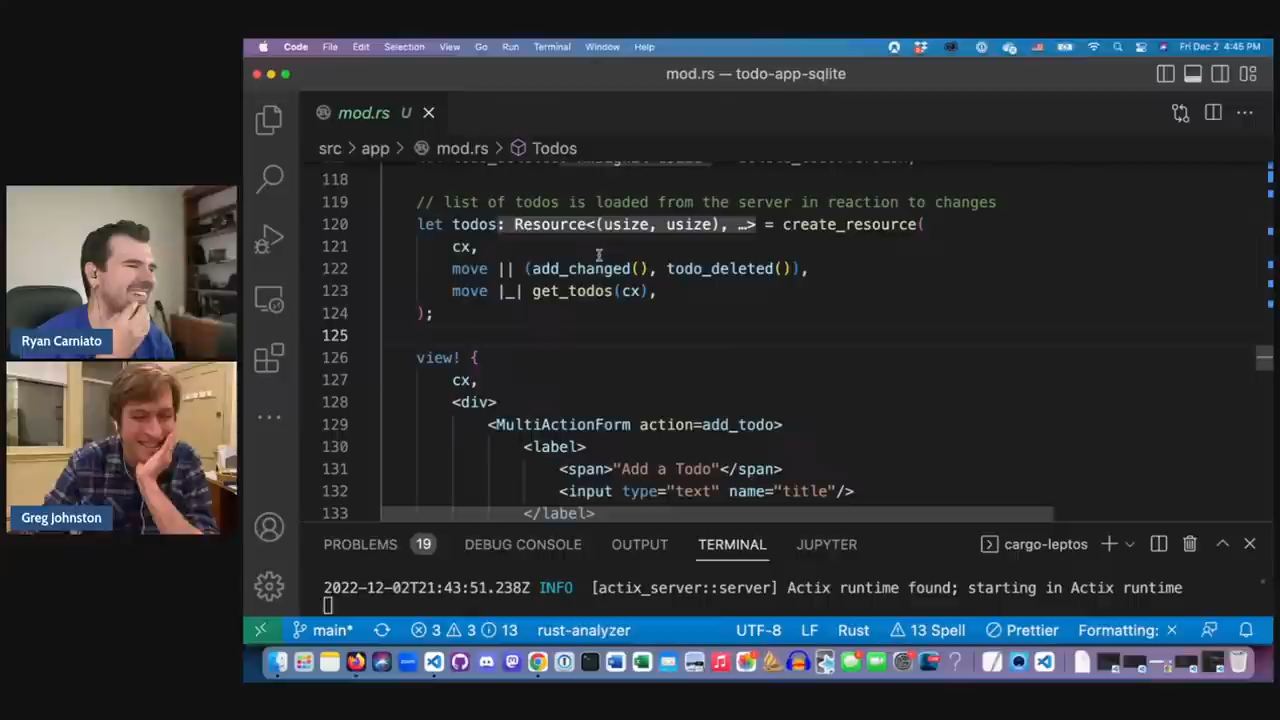 Code File Edit Selection View Go Run Terminal Window Help Fri Dec 2 4:45 PM
mod.rs — todo-app-sqlite
mod.rs U
src > app > mod.rs > Todos
118
119 // list of todos is loaded from the server in reaction to changes
120 let todos: Resource<(usize, usize), …> = create_resource(
121 cx,
122 move || (add_changed(), todo_deleted()),
123 move |_| get_todos(cx),
124 );
125
126 view! {
127 cx,
128 <div>
129 <MultiActionForm action=add_todo>
130 <label>
131 <span>"Add a Todo"</span>
132 <input type="text" name="title"/>
133 </label>
Ryan Carniato
Greg Johnston
PROBLEMS 19 DEBUG CONSOLE OUTPUT TERMINAL JUPYTER cargo-leptos
2022-12-02T21:43:51.238Z INFO [actix_server::server] Actix runtime found; starting in Actix runtime
main* 3 3 13 rust-analyzer UTF-8 LF Rust 13 Spell Prettier Formating: ×